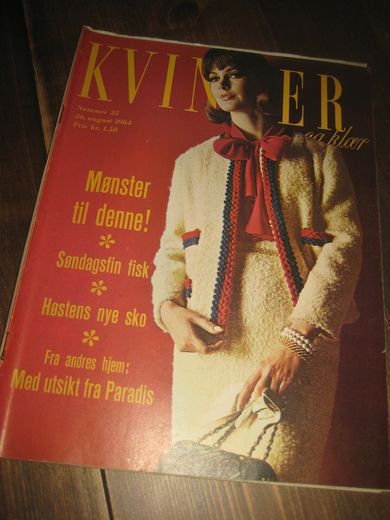 KVINNER
og klær
Nummer 35
26. august 1964
Pris kr. 1.50
Mønster
til denne!
Søndagsfin fisk
Høstens nye sko
Fra andres hjem:
Med utsikt fra Paradis